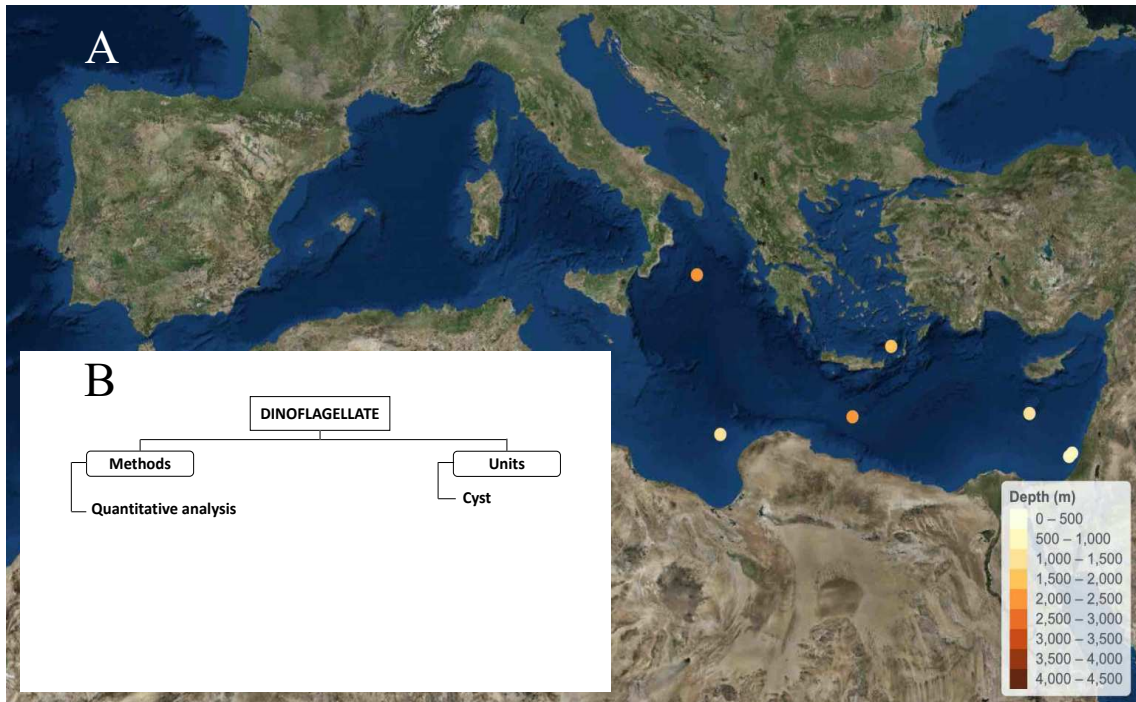 A
B
DINOFLAGELLATE
Methods
Units
Quantitative analysis
Cyst
Depth (m)
0 – 500
500 – 1,000
1,000 – 1,500
1,500 – 2,000
2,000 – 2,500
2,500 – 3,000
3,000 – 3,500
3,500 – 4,000
4,000 – 4,500